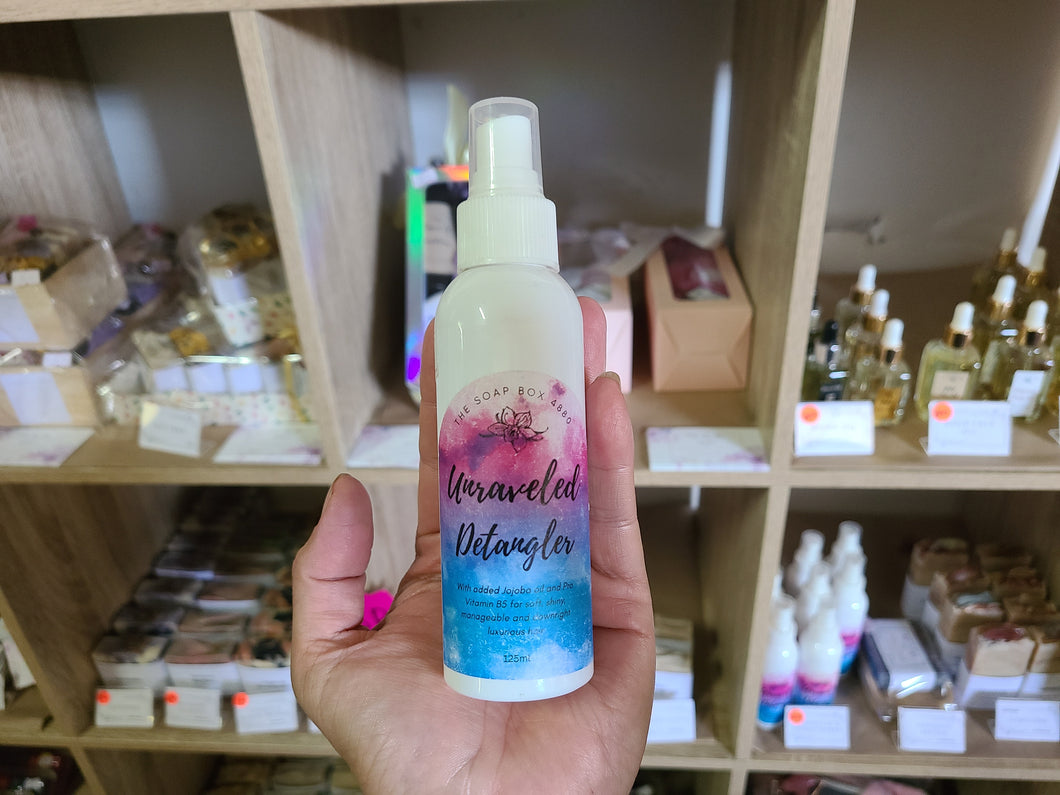 THE SOAP BOX 4880
Unraveled
Detangler
With added Jojoba oil and Pro
Vitamin B5 for soft, shiny,
manageable and downright
luxurious hair
125ml